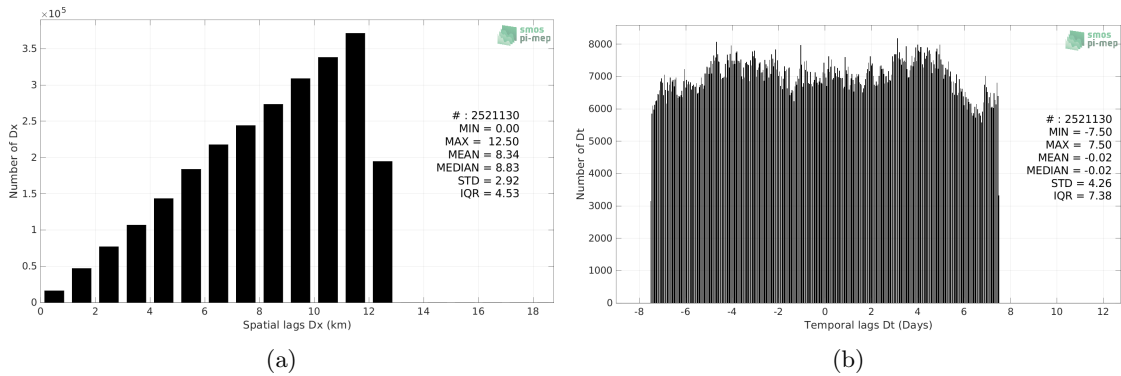 ×10⁵
3.5
3
2.5
2
1.5
1
0.5
0
Number of Dx
smos
pi-mep
# : 2521130
MIN = 0.00
MAX = 12.50
MEAN = 8.34
MEDIAN = 8.83
STD = 2.92
IQR = 4.53
0 2 4 6 8 10 12 14 16 18
Spatial lags Dx (km)
(a)
8000
7000
6000
5000
4000
3000
2000
1000
0
Number of Dt
smos
pi-mep
# : 2521130
MIN = -7.50
MAX = 7.50
MEAN = -0.02
MEDIAN = -0.02
STD = 4.26
IQR = 7.38
-8 -6 -4 -2 0 2 4 6 8 10 12
Temporal lags Dt (Days)
(b)